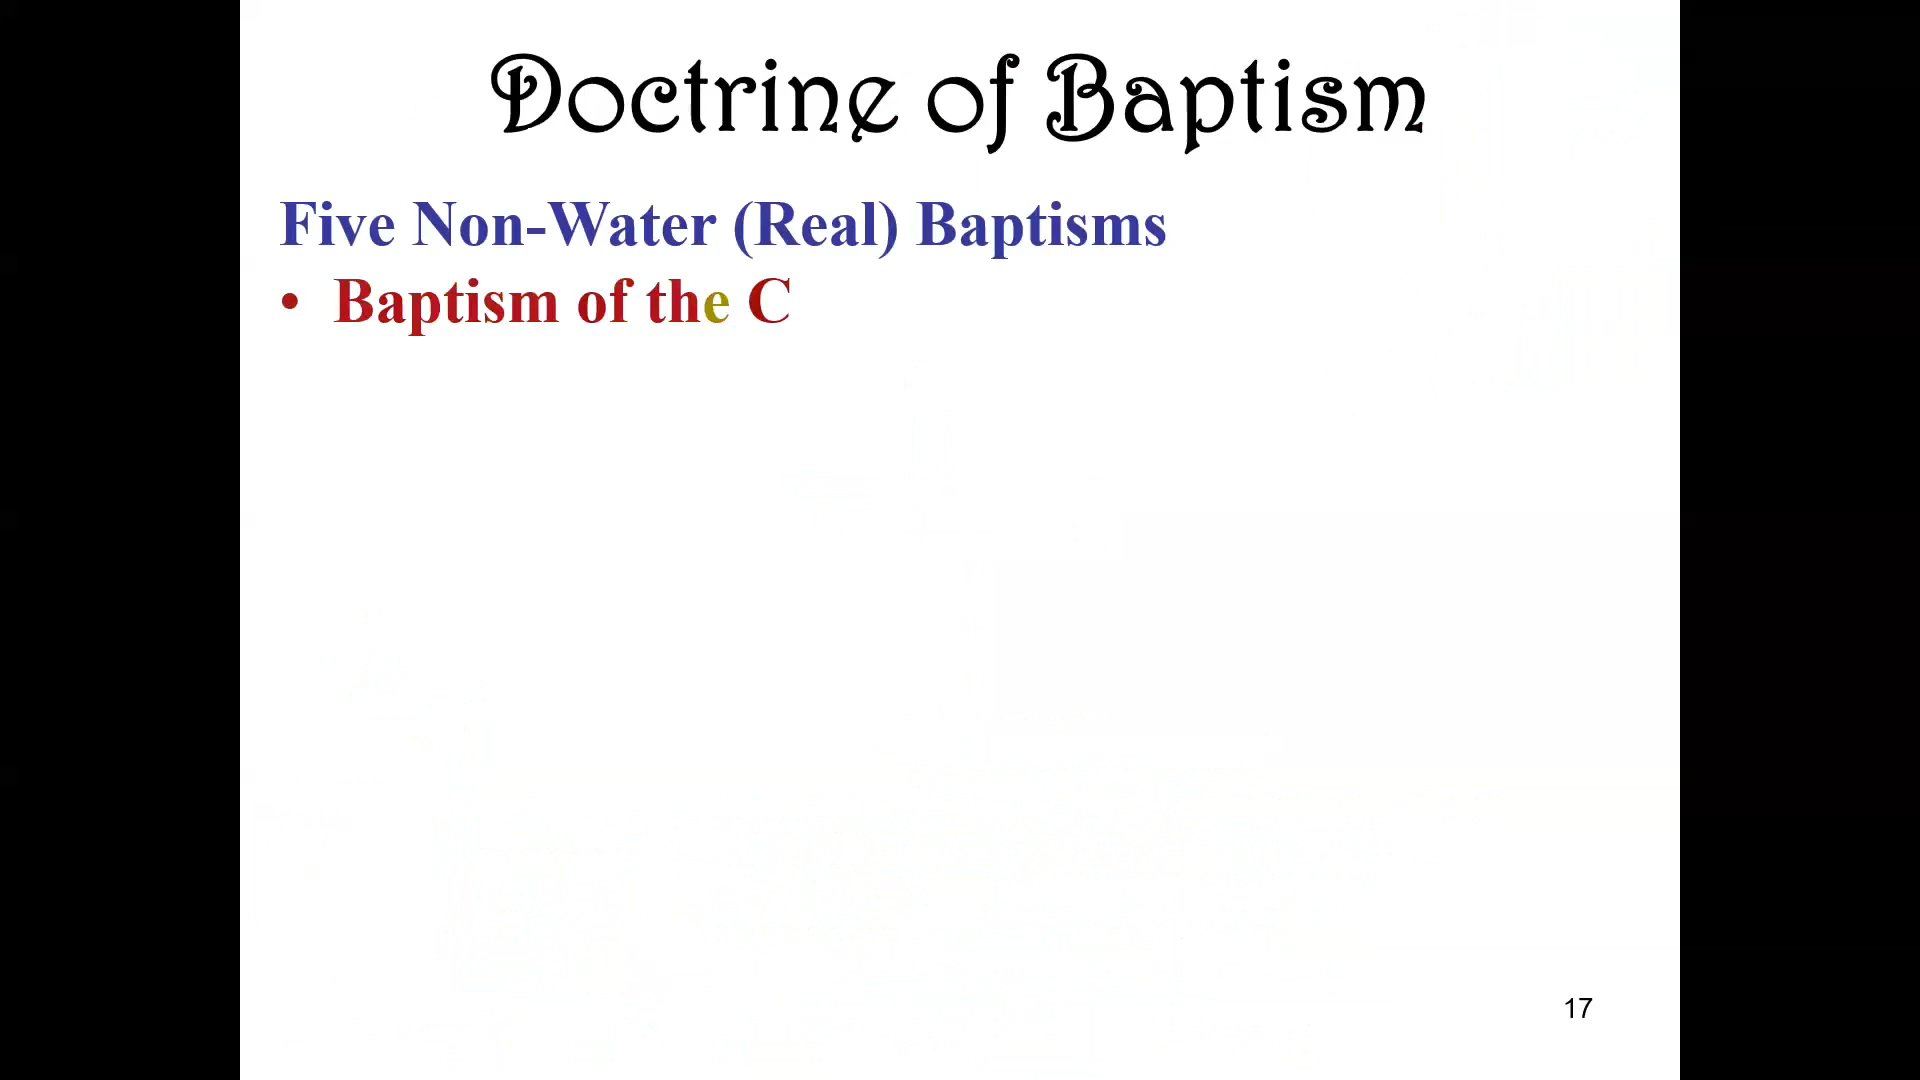 Doctrine of Baptism
Five Non-Water (Real) Baptisms
• Baptism of the C
17